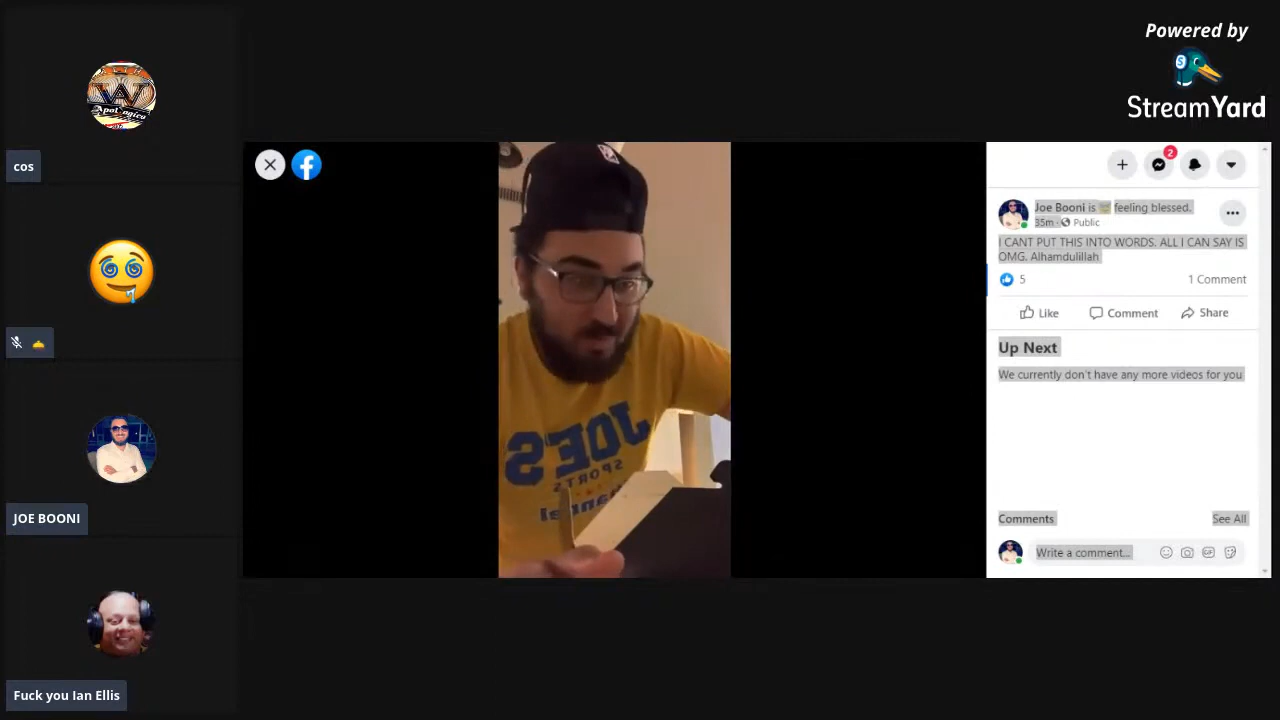 Powered by
StreamYard
cos
JOE BOONI
Fuck you Ian Ellis
JOE'S
SPORTS
2
Joe Booni is feeling blessed.
35m · Public
I CANT PUT THIS INTO WORDS. ALL I CAN SAY IS
OMG. Alhamdulillah
5
1 Comment
Like
Comment
Share
Up Next
We currently don't have any more videos for you
Comments
See All
Write a comment...
GIF